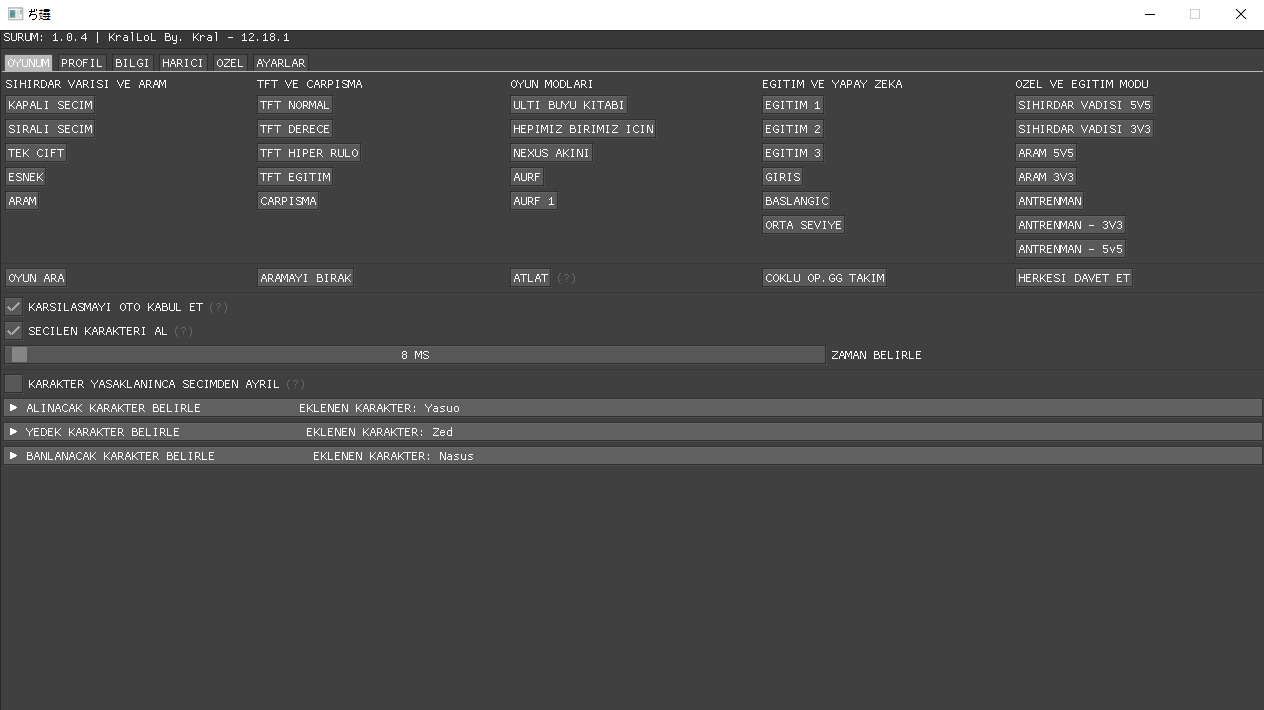 SURUM: 1.0.4 | KralLoL By. Kral - 12.18.1
OYUNUM PROFIL BILGI HARICI OZEL AYARLAR
SIHIRDAR VARISI VE ARAM TFT VE CARPISMA OYUN MODLARI EGITIM VE YAPAY ZEKA OZEL VE EGITIM MODU
KAPALI SECIM TFT NORMAL ULTI BUYU KITABI EGITIM 1 SIHIRDAR VADISI 5V5
SIRALI SECIM TFT DERECE HEPIMIZ BIRIMIZ ICIN EGITIM 2 SIHIRDAR VADISI 3V3
TEK CIFT TFT HIPER RULO NEXUS AKINI EGITIM 3 ARAM 5V5
ESNEK TFT EGITIM AURF GIRIS ARAM 3V3
ARAM CARPISMA AURF 1 BASLANGIC ANTRENMAN
ORTA SEVIYE ANTRENMAN - 3V3
ANTRENMAN - 5v5
OYUN ARA ARAMAYI BIRAK ATLAT (?) COKLU OP.GG TAKIM HERKESI DAVET ET
KARSILASMAYI OTO KABUL ET (?)
SECILEN KARAKTERI AL (?)
8 MS ZAMAN BELIRLE
KARAKTER YASAKLANINCA SECIMDEN AYRIL (?)
ALINACAK KARAKTER BELIRLE EKLENEN KARAKTER: Yasuo
YEDEK KARAKTER BELIRLE EKLENEN KARAKTER: Zed
BANLANACAK KARAKTER BELIRLE EKLENEN KARAKTER: Nasus